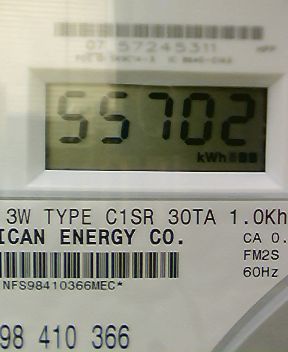 07 57245311
55702
kWh
3W TYPE C1SR 30TA 1.0Kh
ICAN ENERGY CO.
CA 0.
FM2S
60Hz
NFS98410366MEC*
98 410 366